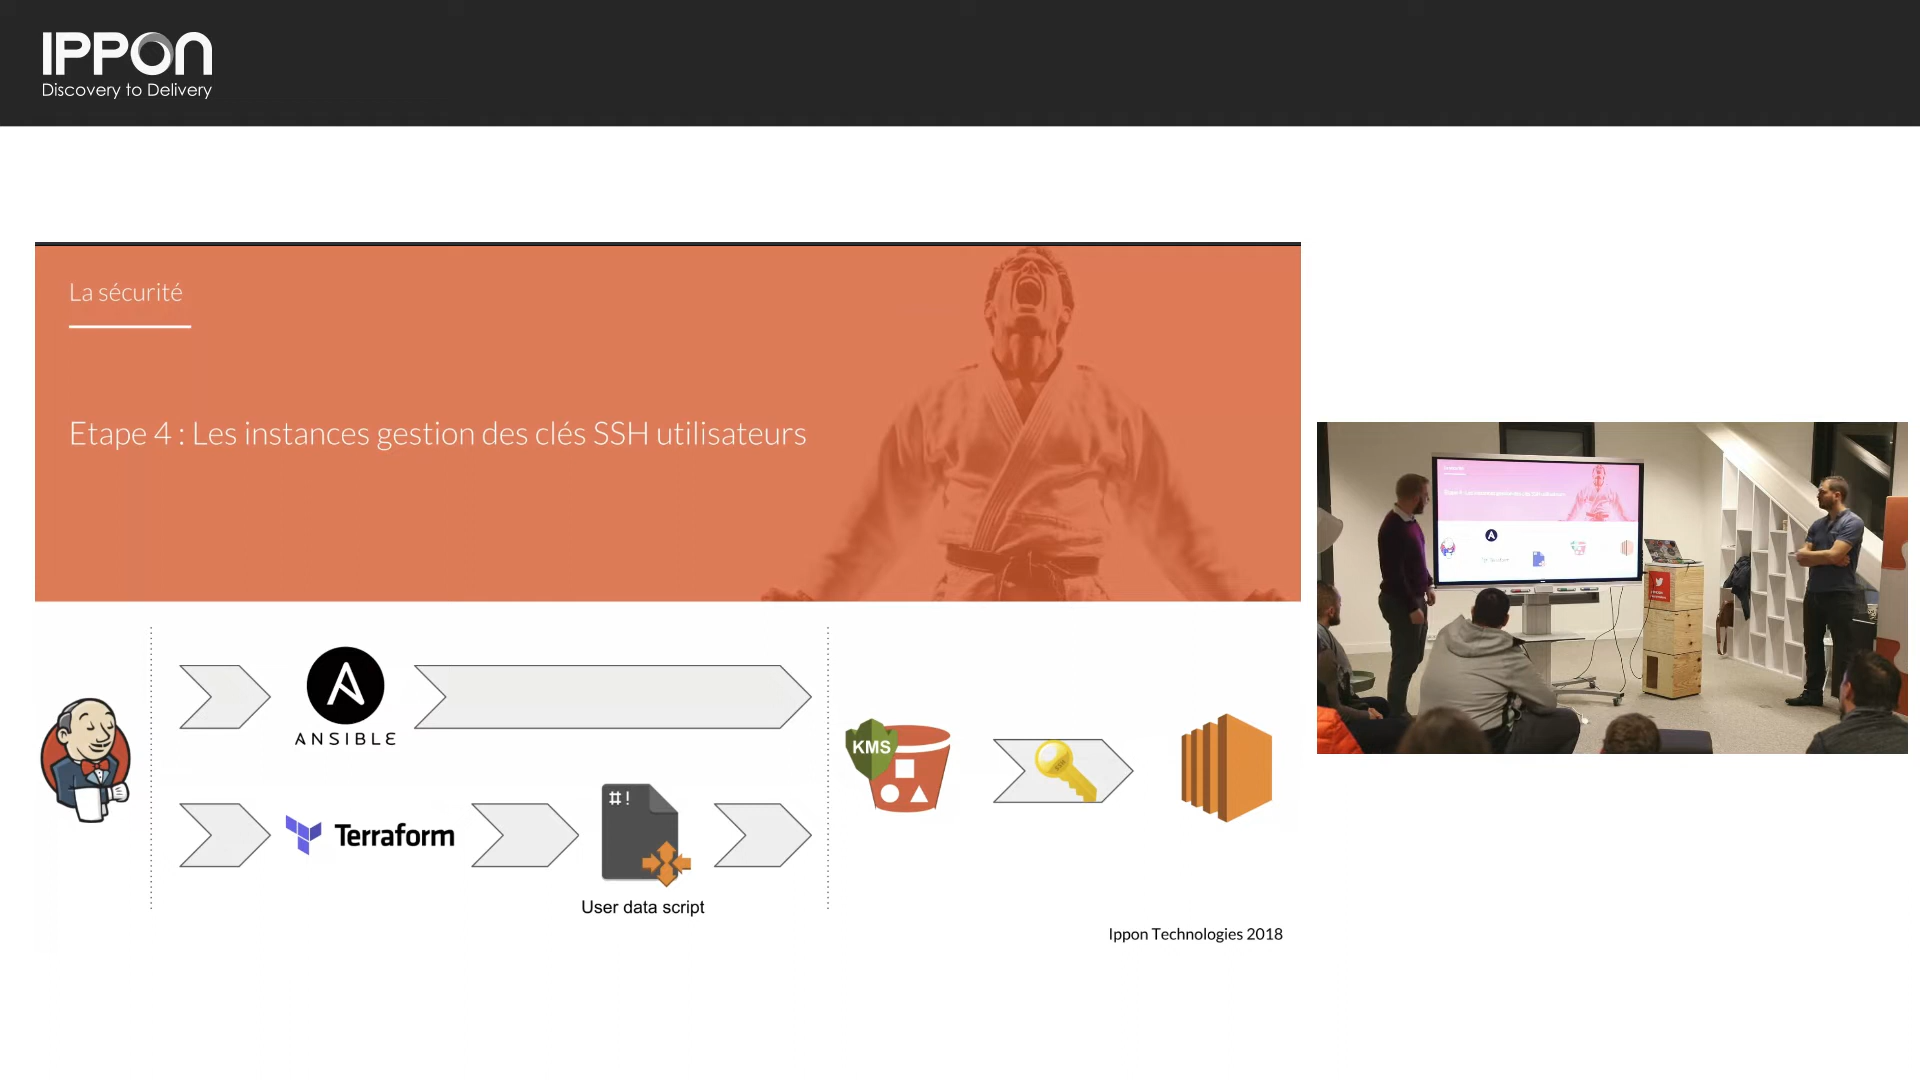 IPPON
Discovery to Delivery
La sécurité
Etape 4 : Les instances gestion des clés SSH utilisateurs
ANSIBLE
KMS
#!
Terraform
User data script
Ippon Technologies 2018